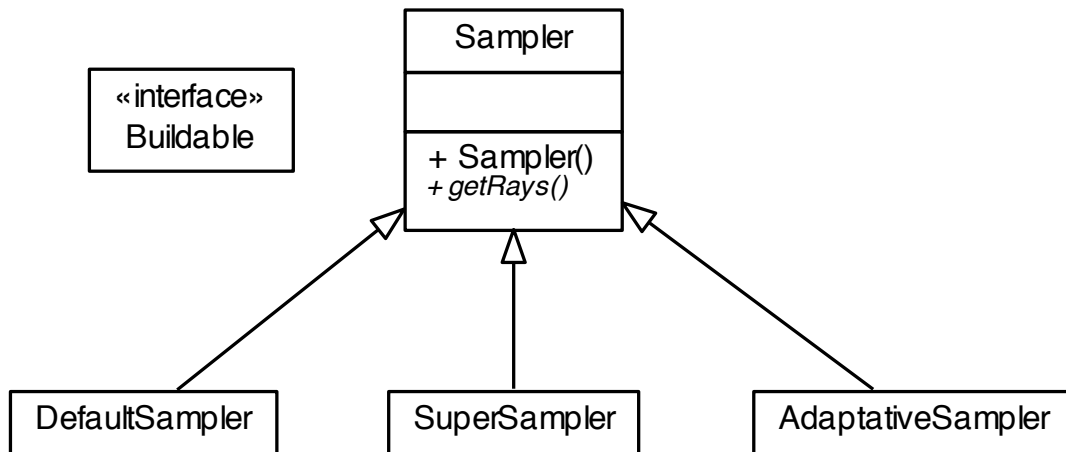 Sampler
«interface»
Buildable
+ Sampler()
+ getRays()
DefaultSampler
SuperSampler
AdaptativeSampler